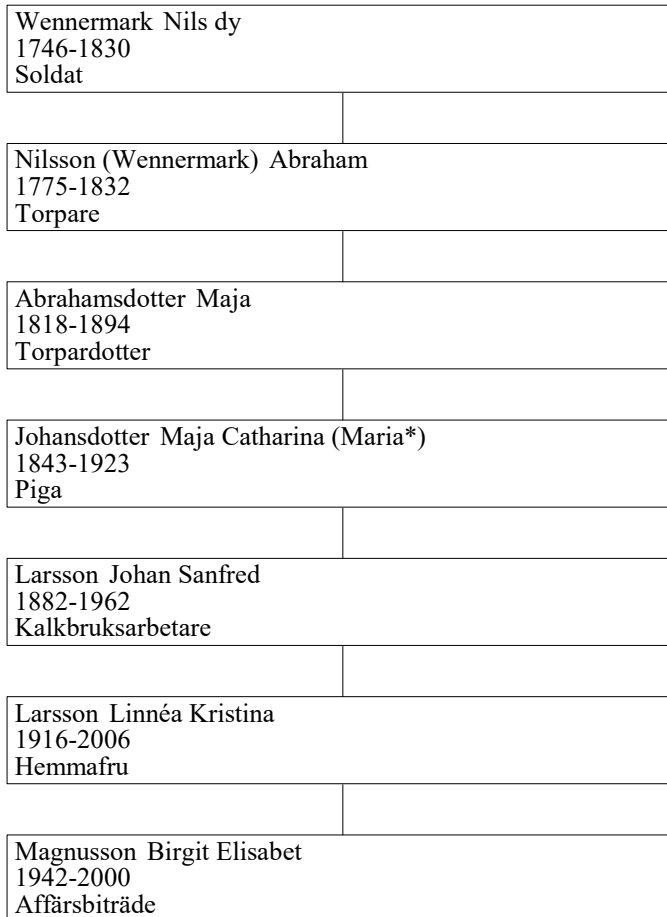 Wennermark Nils dy
1746-1830
Soldat
Nilsson (Wennermark) Abraham
1775-1832
Torpare
Abrahamsdotter Maja
1818-1894
Torpardotter
Johansdotter Maja Catharina (Maria*)
1843-1923
Piga
Larsson Johan Sanfred
1882-1962
Kalkbruksarbetare
Larsson Linnéa Kristina
1916-2006
Hemmafru
Magnusson Birgit Elisabet
1942-2000
Affärsbiträde